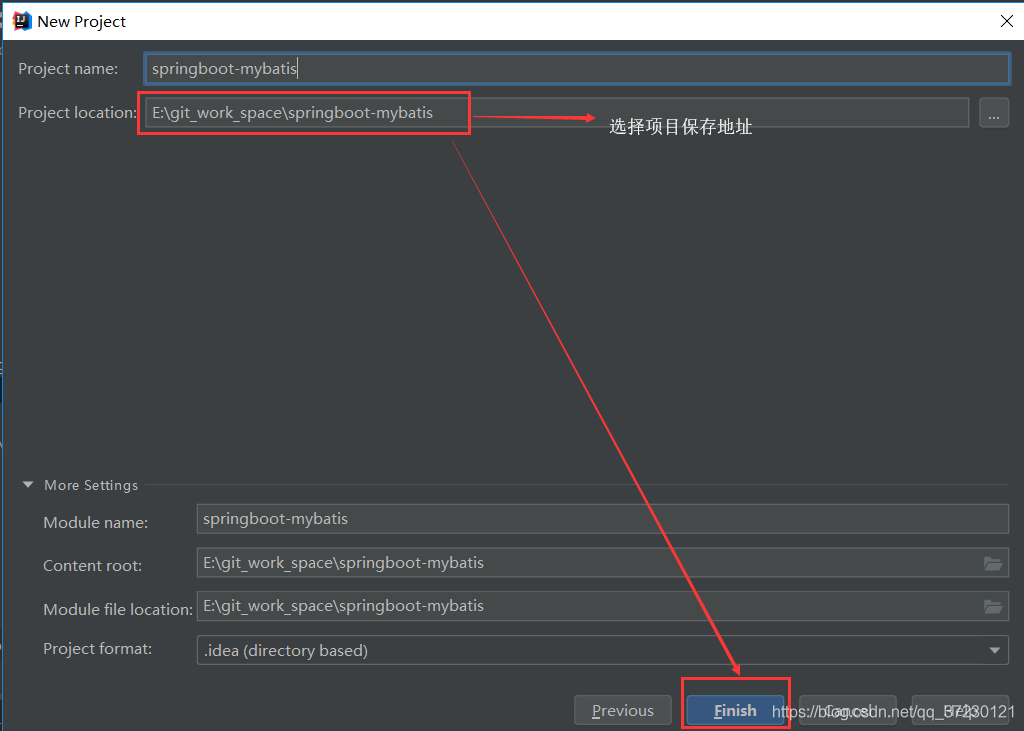 New Project
Project name: springboot-mybatis
Project location: E:\git_work_space\springboot-mybatis ...
选择项目保存地址
More Settings
Module name: springboot-mybatis
Content root: E:\git_work_space\springboot-mybatis
Module file location: E:\git_work_space\springboot-mybatis
Project format: .idea (directory based)
Previous Finish Cancel Help
https://blog.csdn.net/qq_37230121